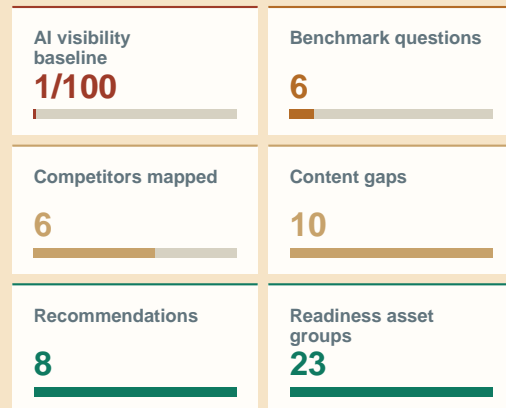 AI visibility
baseline
1/100
Benchmark questions
6
Competitors mapped
6
Content gaps
10
Recommendations
8
Readiness asset
groups
23